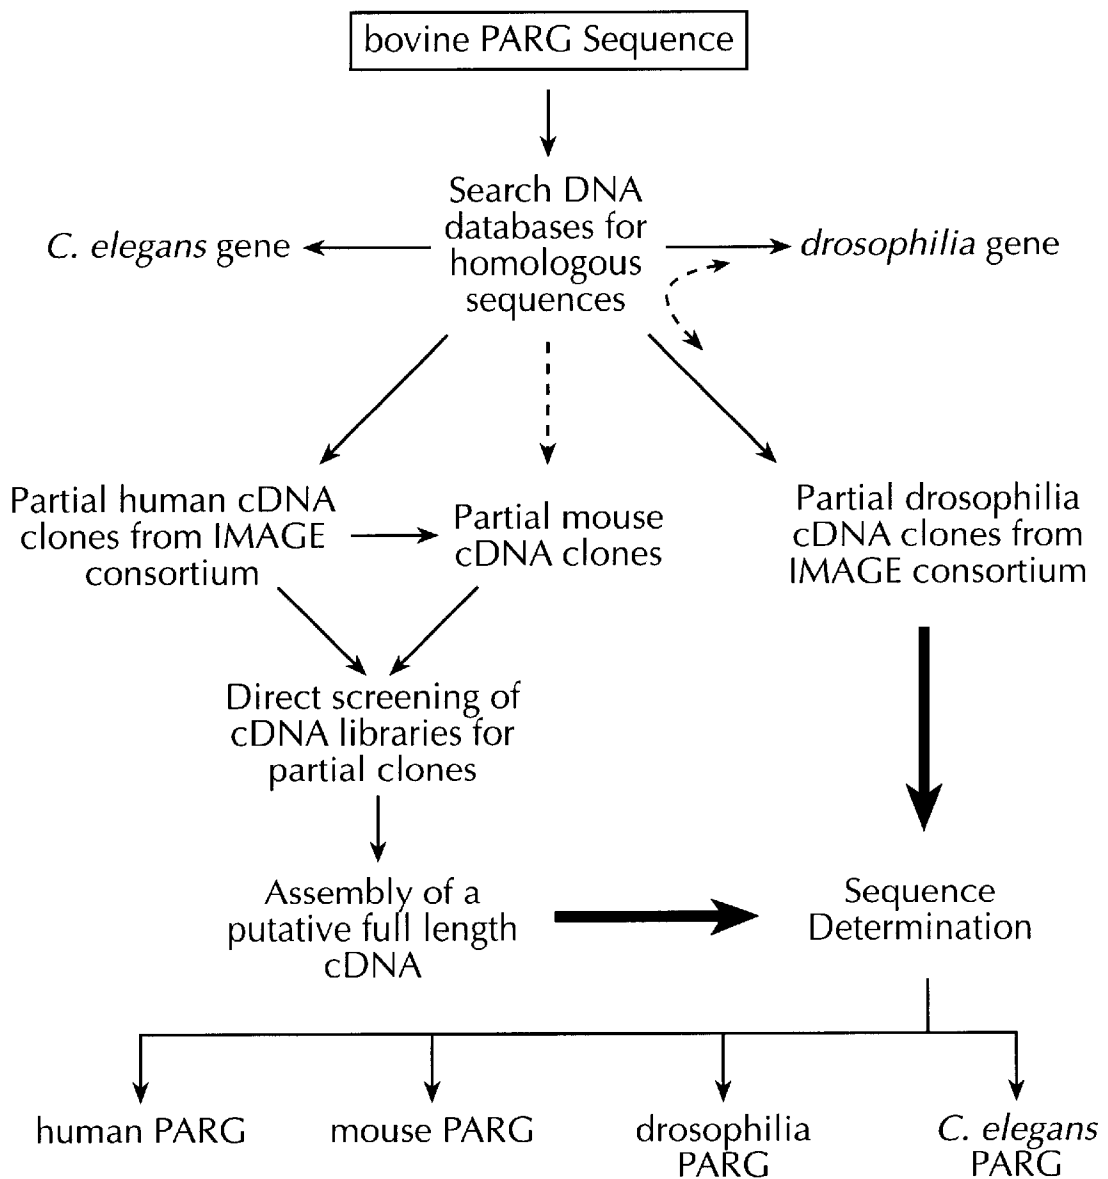 bovine PARG Sequence
Search DNA
databases for
homologous
sequences
C. elegans gene
drosophilia gene
Partial human cDNA
clones from IMAGE
consortium
Partial mouse
cDNA clones
Partial drosophilia
cDNA clones from
IMAGE consortium
Direct screening of
cDNA libraries for
partial clones
Assembly of a
putative full length
cDNA
Sequence
Determination
human PARG
mouse PARG
drosophilia
PARG
C. elegans
PARG